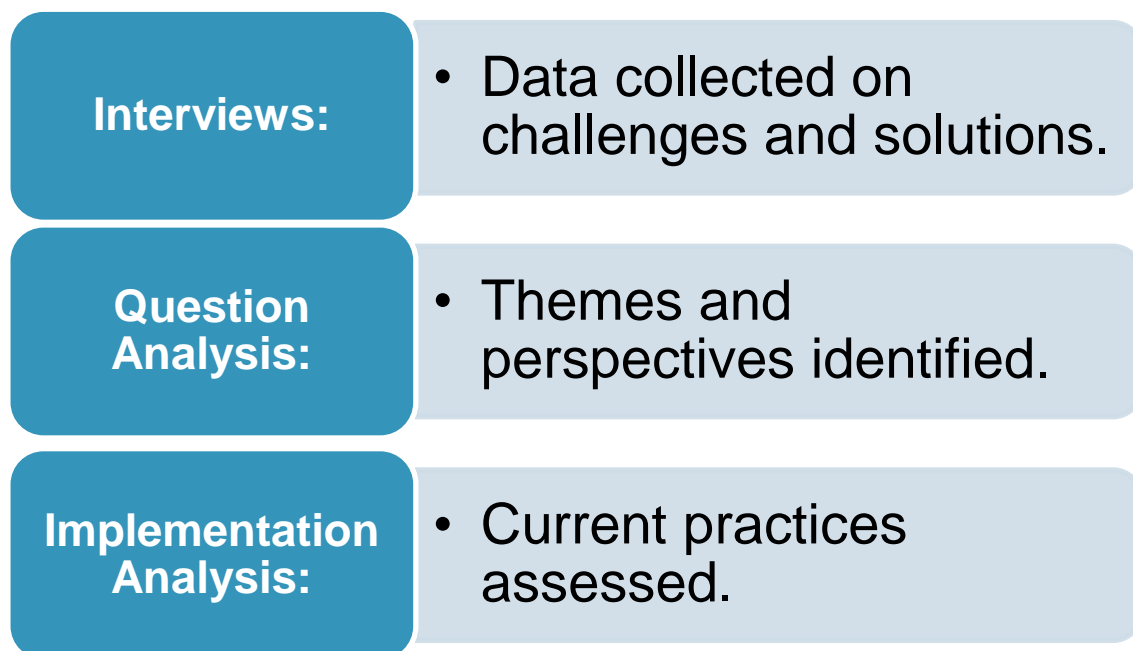 Interviews:
• Data collected on
challenges and solutions.
Question
Analysis:
• Themes and
perspectives identified.
Implementation
Analysis:
• Current practices
assessed.